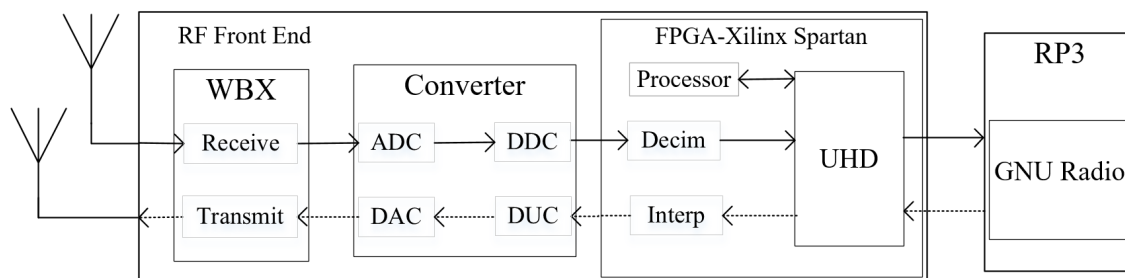 RF Front End
FPGA-Xilinx Spartan
RP3
WBX
Converter
Processor
Receive
ADC
DDC
Decim
UHD
GNU Radio
Transmit
DAC
DUC
Interp